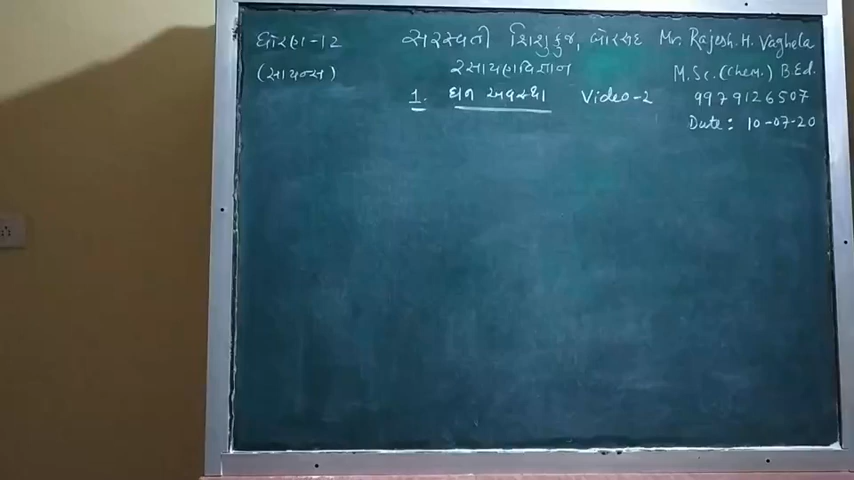 ધોરણ-12 સરસ્વતી શિશુકુંજ, બોરસદ Mr. Rajesh. H. Vaghela
(સાયન્સ) રસાયણવિજ્ઞાન M.Sc.(Chem.) B.Ed.
1. ઘન અવસ્થા Video-2 9979126507
Date: 10-07-20